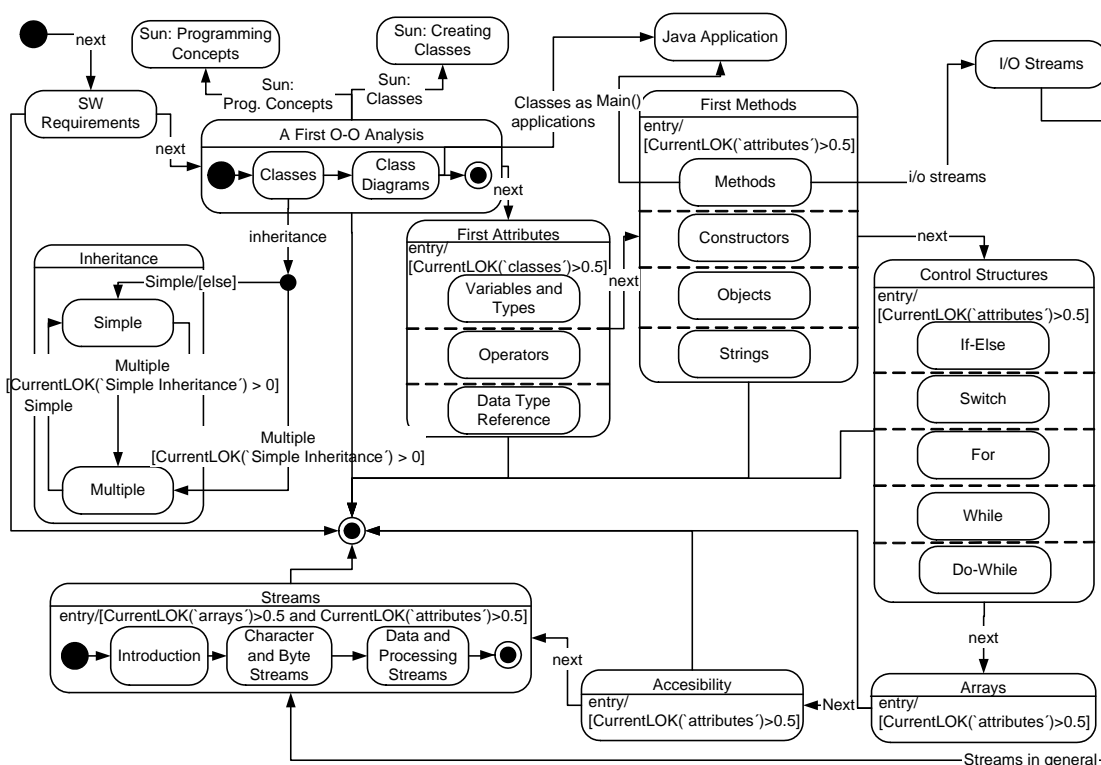 next
Sun: Programming
Concepts
Sun: Creating
Classes
Java Application
I/O Streams
SW
Requirements
Sun:
Prog. Concepts
Sun:
Classes
Classes as
applications
Main()
next
A First O-O Analysis
Classes
Class
Diagrams
next
First Methods
entry/
[CurrentLOK(`attributes´)>0.5]
Methods
Constructors
Objects
Strings
i/o streams
next
inheritance
First Attributes
entry/
[CurrentLOK(`classes´)>0.5]
Variables and
Types
Operators
Data Type
Reference
next
Inheritance
Simple/[else]
Simple
Multiple
[CurrentLOK(`Simple Inheritance´) > 0]
Simple
Multiple
[CurrentLOK(`Simple Inheritance´) > 0]
Multiple
Control Structures
entry/
[CurrentLOK(`attributes´)>0.5]
If-Else
Switch
For
While
Do-While
next
Streams
entry/[CurrentLOK(`arrays´)>0.5 and CurrentLOK(`attributes´)>0.5]
Introduction
Character
and Byte
Streams
Data and
Processing
Streams
next
Accesibility
entry/
[CurrentLOK(`attributes´)>0.5]
Next
Arrays
entry/
[CurrentLOK(`attributes´)>0.5]
Streams in general